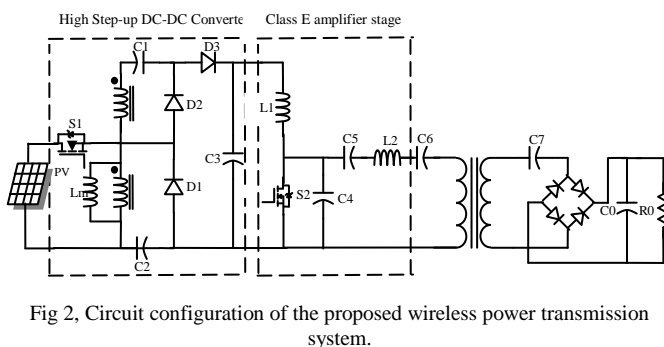 High Step-up DC-DC Converte
Class E amplifier stage
C1
D3
S1
D2
L1
C5
L2
C6
C7
C3
PV
Lm
D1
S2
C4
C0
R0
C2
Fig 2, Circuit configuration of the proposed wireless power transmission
system.